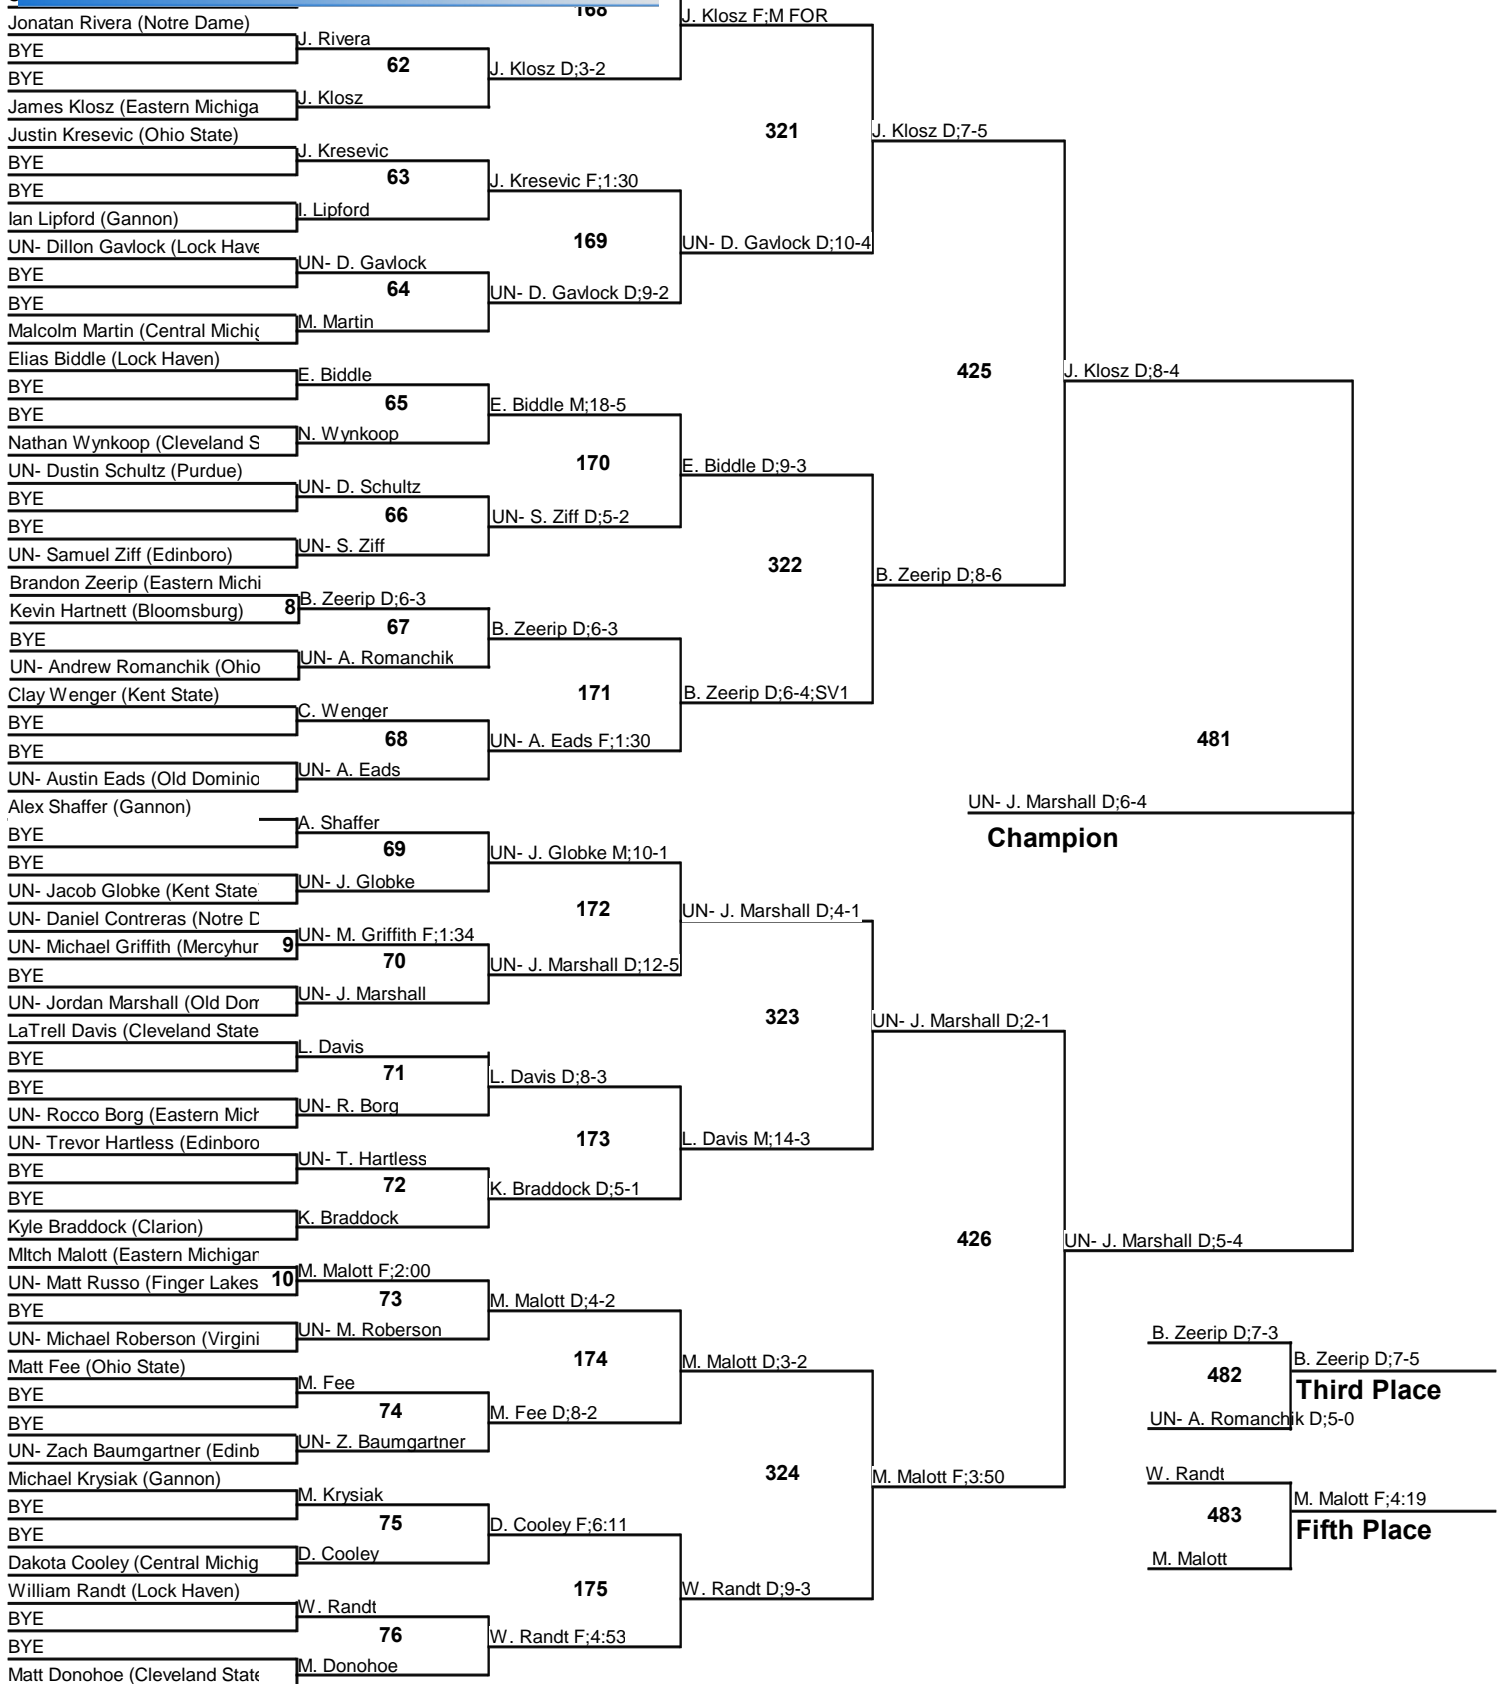 168
J. Klosz F;M FOR
Jonatan Rivera (Notre Dame)
J. Rivera
BYE
62
J. Klosz D;3-2
BYE
J. Klosz
James Klosz (Eastern Michiga
Justin Kresevic (Ohio State)
321
J. Klosz D;7-5
J. Kresevic
BYE
63
J. Kresevic F;1:30
BYE
I. Lipford
Ian Lipford (Gannon)
169
UN- D. Gavlock D;10-4
UN- Dillon Gavlock (Lock Have
UN- D. Gavlock
BYE
64
UN- D. Gavlock D;9-2
BYE
M. Martin
Malcolm Martin (Central Michig
Elias Biddle (Lock Haven)
425
J. Klosz D;8-4
E. Biddle
BYE
65
E. Biddle M;18-5
BYE
N. Wynkoop
Nathan Wynkoop (Cleveland S
170
E. Biddle D;9-3
UN- Dustin Schultz (Purdue)
UN- D. Schultz
BYE
66
UN- S. Ziff D;5-2
BYE
UN- S. Ziff
UN- Samuel Ziff (Edinboro)
322
B. Zeerip D;8-6
Brandon Zeerip (Eastern Michi
8
B. Zeerip D;6-3
Kevin Hartnett (Bloomsburg)
67
B. Zeerip D;6-3
BYE
UN- A. Romanchik
UN- Andrew Romanchik (Ohio
171
B. Zeerip D;6-4;SV1
Clay Wenger (Kent State)
C. Wenger
BYE
68
UN- A. Eads F;1:30
481
BYE
UN- A. Eads
UN- Austin Eads (Old Dominio
UN- J. Marshall D;6-4
Champion
Alex Shaffer (Gannon)
A. Shaffer
BYE
69
UN- J. Globke M;10-1
BYE
UN- J. Globke
UN- Jacob Globke (Kent State)
172
UN- J. Marshall D;4-1
UN- Daniel Contreras (Notre D
9
UN- M. Griffith F;1:34
UN- Michael Griffith (Mercyhur
70
UN- J. Marshall D;12-5
BYE
UN- J. Marshall
UN- Jordan Marshall (Old Dom
323
UN- J. Marshall D;2-1
LaTrell Davis (Cleveland State
L. Davis
BYE
71
L. Davis D;8-3
BYE
UN- R. Borg
UN- Rocco Borg (Eastern Mich
173
L. Davis M;14-3
UN- Trevor Hartless (Edinboro
UN- T. Hartless
BYE
72
K. Braddock D;5-1
BYE
K. Braddock
Kyle Braddock (Clarion)
426
UN- J. Marshall D;5-4
MItch Malott (Eastern Michigan
10
M. Malott F;2:00
UN- Matt Russo (Finger Lakes
73
M. Malott D;4-2
BYE
UN- M. Roberson
UN- Michael Roberson (Virgini
174
M. Malott D;3-2
B. Zeerip D;7-3
482
B. Zeerip D;7-5
Third Place
UN- A. Romanchik D;5-0
Matt Fee (Ohio State)
M. Fee
BYE
74
M. Fee D;8-2
BYE
UN- Z. Baumgartner
UN- Zach Baumgartner (Edinb
324
M. Malott F;3:50
W. Randt
483
M. Malott F;4:19
Fifth Place
M. Malott
Michael Krysiak (Gannon)
M. Krysiak
BYE
75
D. Cooley F;6:11
BYE
D. Cooley
Dakota Cooley (Central Michig
175
W. Randt D;9-3
William Randt (Lock Haven)
W. Randt
BYE
76
W. Randt F;4:53
BYE
M. Donohoe
Matt Donohoe (Cleveland State